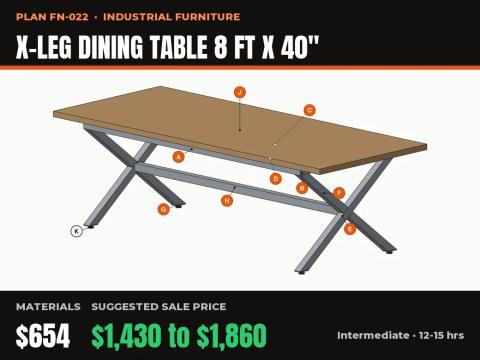 PLAN FN-022 · INDUSTRIAL FURNITURE
X-LEG DINING TABLE 8 FT X 40"
J
C
A
D
B
F
H
G
E
K
MATERIALS SUGGESTED SALE PRICE
$654 $1,430 to $1,860
Intermediate · 12-15 hrs